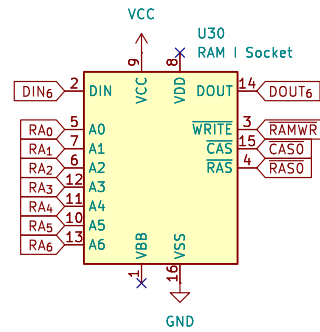 VCC
U30
RAM I Socket
9 8
DIN6 2 DIN VCC VDD DOUT 14 DOUT6
RA0 5 A0 WRITE 3 RAMWR
RA1 7 A1 CAS 15 CAS0
RA2 6 A2 RAS 4 RAS0
RA3 12 A3
RA4 11 A4
RA5 10 A5
RA6 13 A6
VBB VSS
1 16
GND